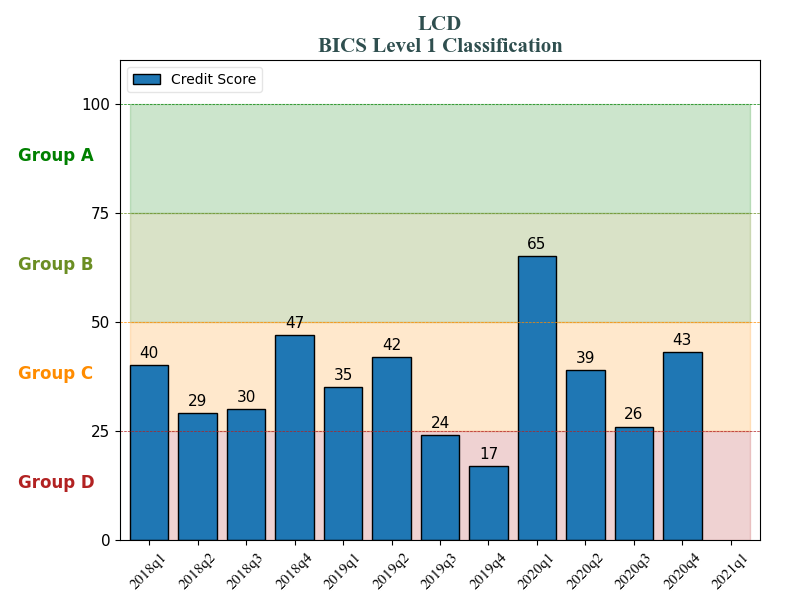 LCD
BICS Level 1 Classification
Credit Score
100
Group A
75
Group B
65
50
47
43
42
40
39
35
Group C
30
29
26
25
24
17
Group D
0
2018q1 2018q2 2018q3 2018q4 2019q1 2019q2 2019q3 2019q4 2020q1 2020q2 2020q3 2020q4 2021q1